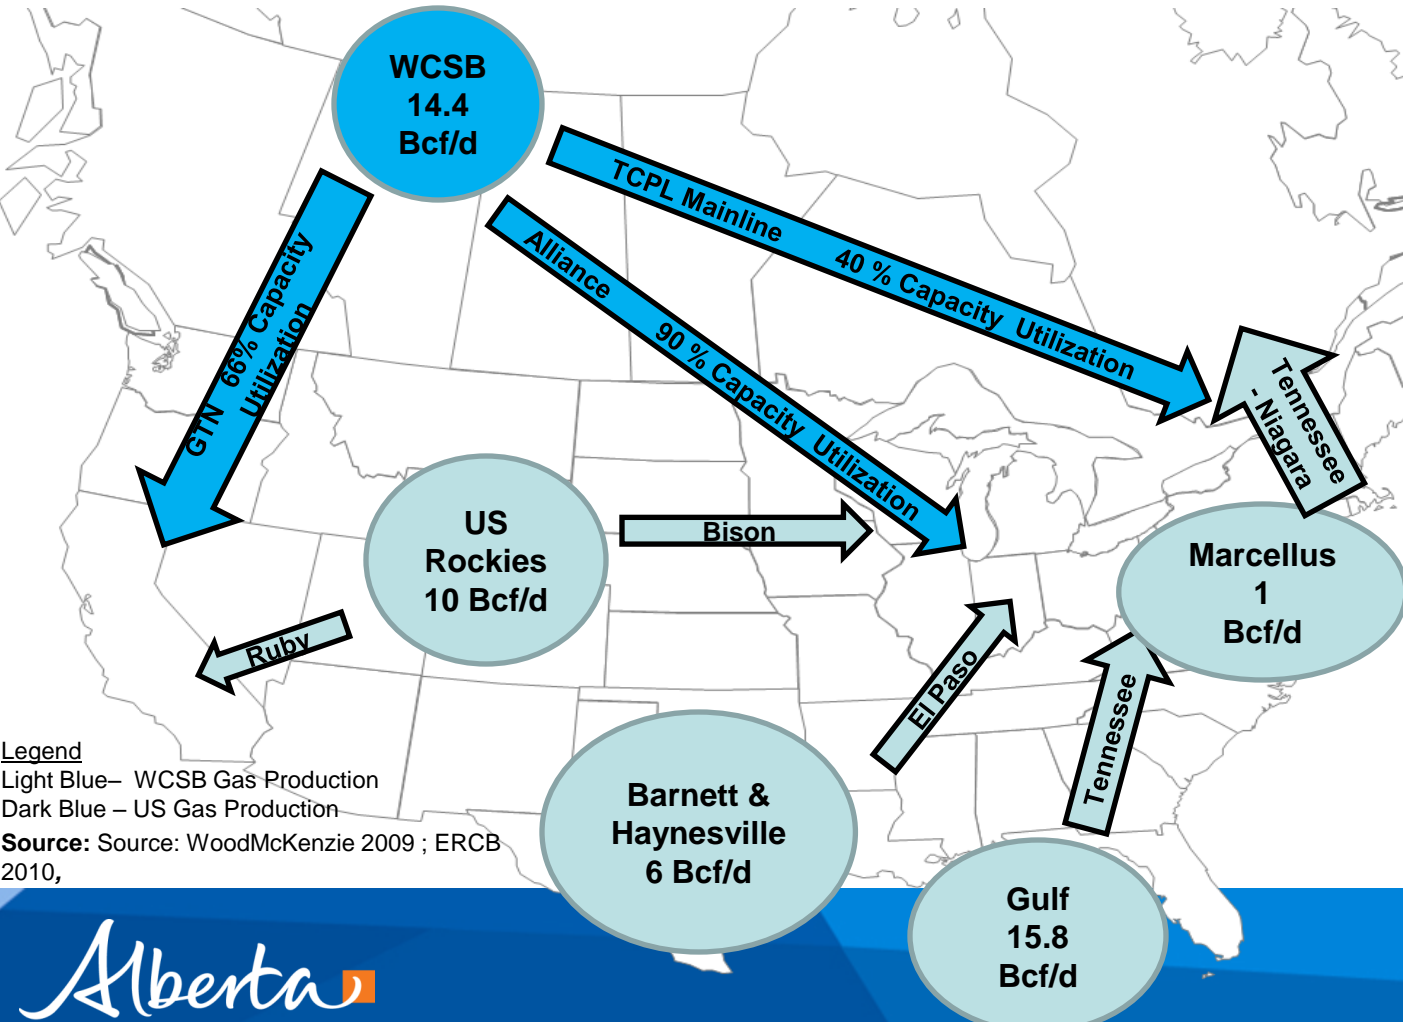 WCSB
14.4
Bcf/d
TCPL Mainline 40 % Capacity Utilization
Alliance 90 % Capacity Utilization
GTN 66% Capacity
Utilization
Tennessee
- Niagara
US
Rockies
10 Bcf/d
Bison
Marcellus
1
Bcf/d
Ruby
El Paso
Tennessee
Legend
Light Blue– WCSB Gas Production
Dark Blue – US Gas Production
Source: Source: WoodMcKenzie 2009 ; ERCB
2010,
Barnett &
Haynesville
6 Bcf/d
Gulf
15.8
Bcf/d
Alberta